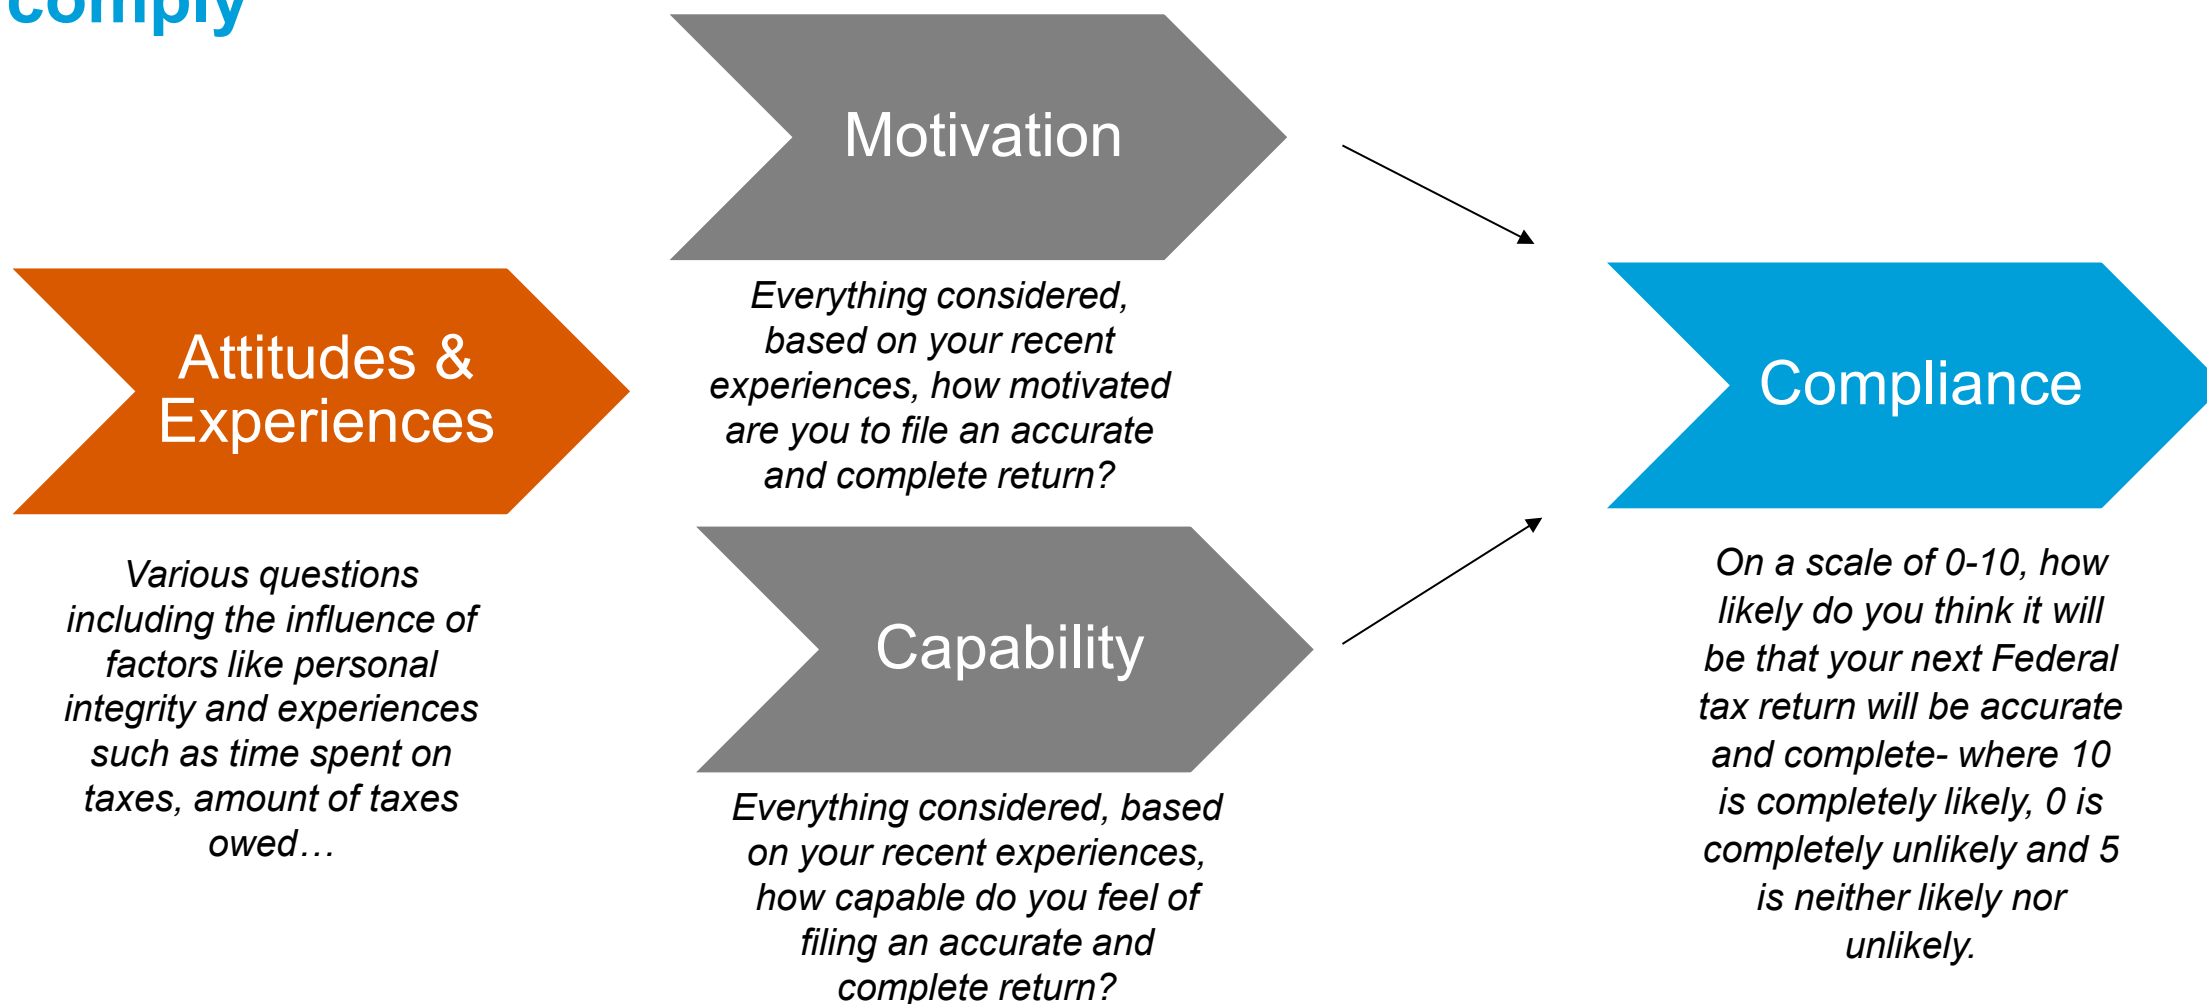 comply
Motivation
Everything considered,
based on your recent
experiences, how motivated
are you to file an accurate
and complete return?
Attitudes &
Experiences
Various questions
including the influence of
factors like personal
integrity and experiences
such as time spent on
taxes, amount of taxes
owed…
Capability
Everything considered, based
on your recent experiences,
how capable do you feel of
filing an accurate and
complete return?
Compliance
On a scale of 0-10, how
likely do you think it will
be that your next Federal
tax return will be accurate
and complete- where 10
is completely likely, 0 is
completely unlikely and 5
is neither likely nor
unlikely.